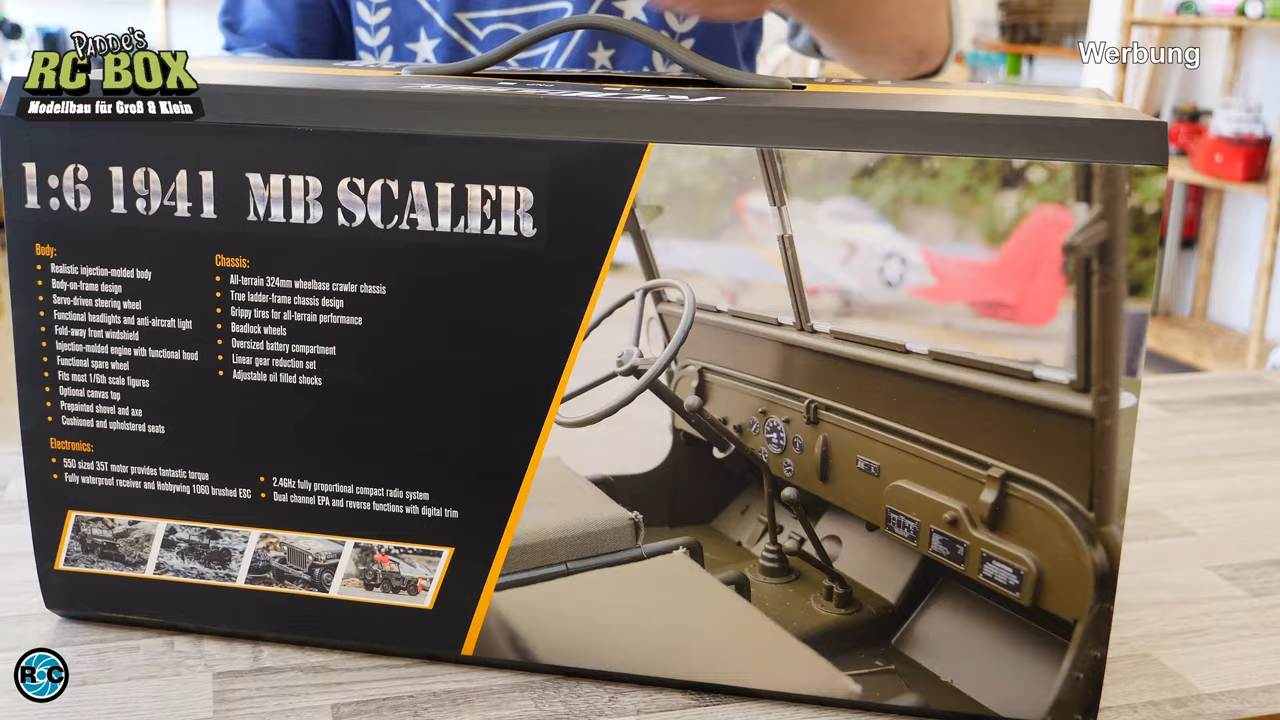 PADDE's
RC-BOX
Modellbau für Groß & Klein
Werbung
1:6 1941 MB SCALER
Body:
Realistic injection-molded body
Body-on-frame design
Servo-driven steering wheel
Functional headlights and anti-aircraft light
Fold-away front windshield
Injection-molded engine with functional hood
Functional spare wheel
Fits most 1/6th scale figures
Optional canvas top
Prepainted shovel and axe
Cushioned and upholstered seats
Chassis:
All-terrain 324mm wheelbase crawler chassis
True ladder-frame chassis design
Grippy tires for all-terrain performance
Beadlock wheels
Oversized battery compartment
Linear gear reduction set
Adjustable oil filled shocks
Electronics:
550 sized 35T motor provides fantastic torque
Fully waterproof receiver and Hobbywing 1060 brushed ESC
2.4GHz fully proportional compact radio system
Dual channel EPA and reverse functions with digital trim
RC